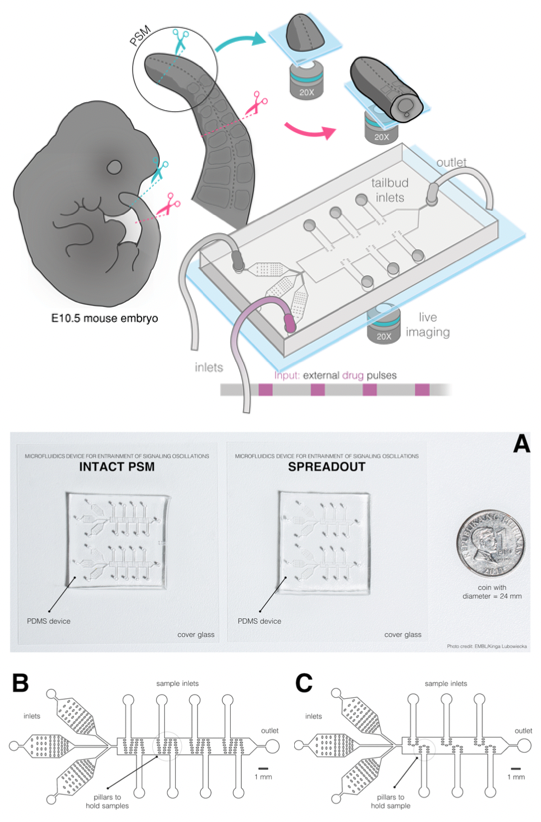 PSM
20X
20X
outlet
tailbud
inlets
E10.5 mouse embryo
live
imaging
20X
inlets
Input: external drug pulses
A
MICROFLUIDICS DEVICE FOR ENTRAINMENT OF SIGNALING OSCILLATIONS
INTACT PSM
MICROFLUIDICS DEVICE FOR ENTRAINMENT OF SIGNALING OSCILLATIONS
SPREADOUT
coin with
diameter = 24 mm
PDMS device
cover glass
PDMS device
cover glass
Photo credit: EMBL/Kinga Lubowiecka
B
sample inlets
inlets
outlet
pillars to
hold samples
1 mm
C
sample inlets
inlets
outlet
pillars to
hold sample
1 mm